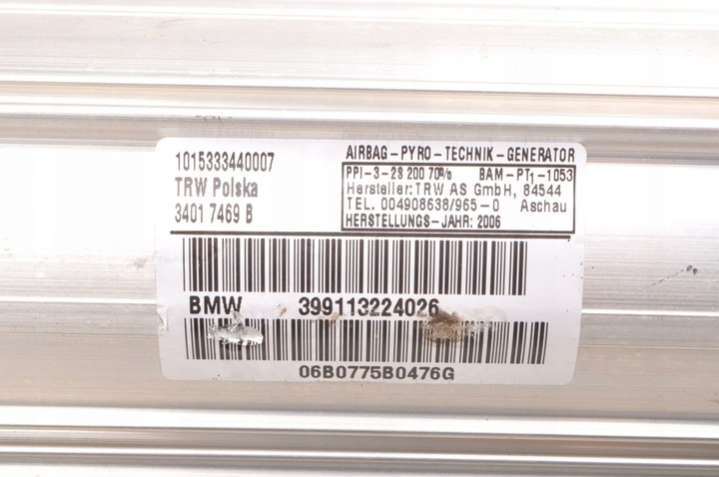 1015333440007
TRW Polska
3401 7469 B
AIRBAG-PYRO-TECHNIK-GENERATOR
PPI-3-28 200 70% BAM-PT1-1053
Hersteller: TRW AS GmbH, 84544
TEL. 004908638/965-0 Aschau
HERSTELLUNGS-JAHR: 2006
BMW 399113224026
06B0775B0476G